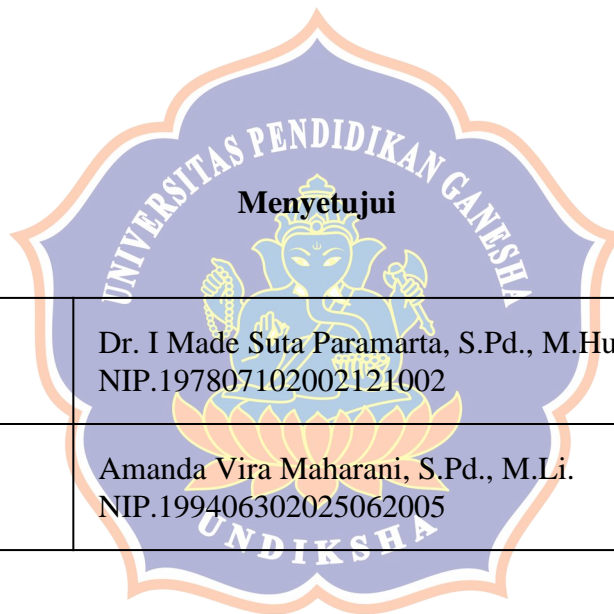 UNIVERSITAS PENDIDIKAN GANESHA
Menyetujui
Dr. I Made Suta Paramarta, S.Pd., M.Hu
NIP.197807102002121002
Amanda Vira Maharani, S.Pd., M.Li.
NIP.199406302025062005
UNDIKSHA